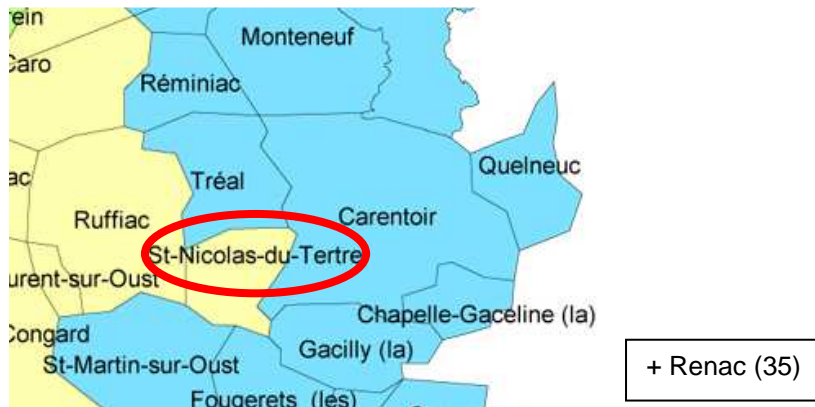 ein
Monteneuf
Caro
Réminiac
Quelneuc
ac
Tréal
Ruffiac
Carentoir
St-Nicolas-du-Tertre
urent-sur-Oust
Chapelle-Gaceline (la)
Congard
Gacilly (la)
St-Martin-sur-Oust
+ Renac (35)
Fougerets (les)